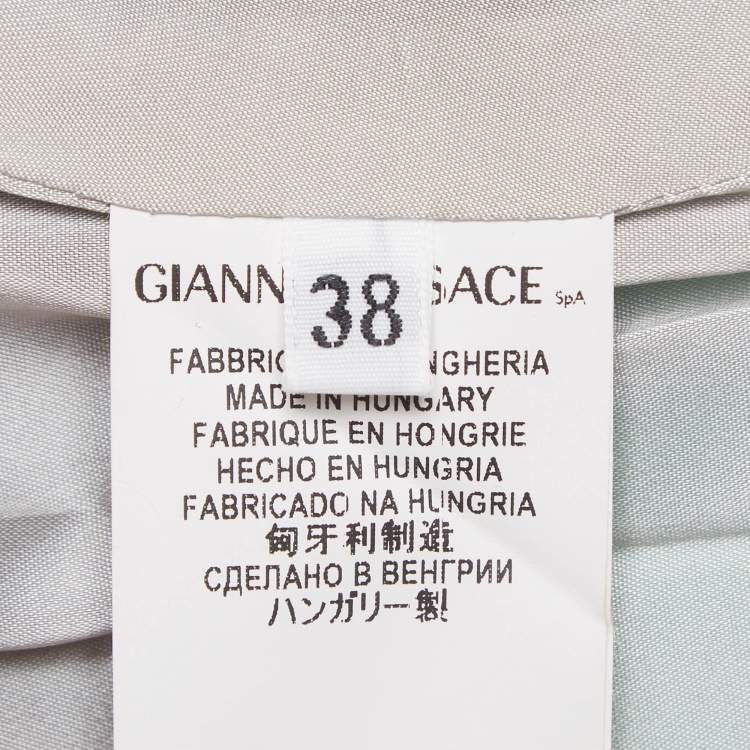 GIANN SACE SpA
38
FABBRIC NGHERIA
MADE IN HUNGARY
FABRIQUE EN HONGRIE
HECHO EN HUNGRIA
FABRICADO NA HUNGRIA
匈牙利制造
СДЕЛАНО В ВЕНГРИИ
ハンガリー製